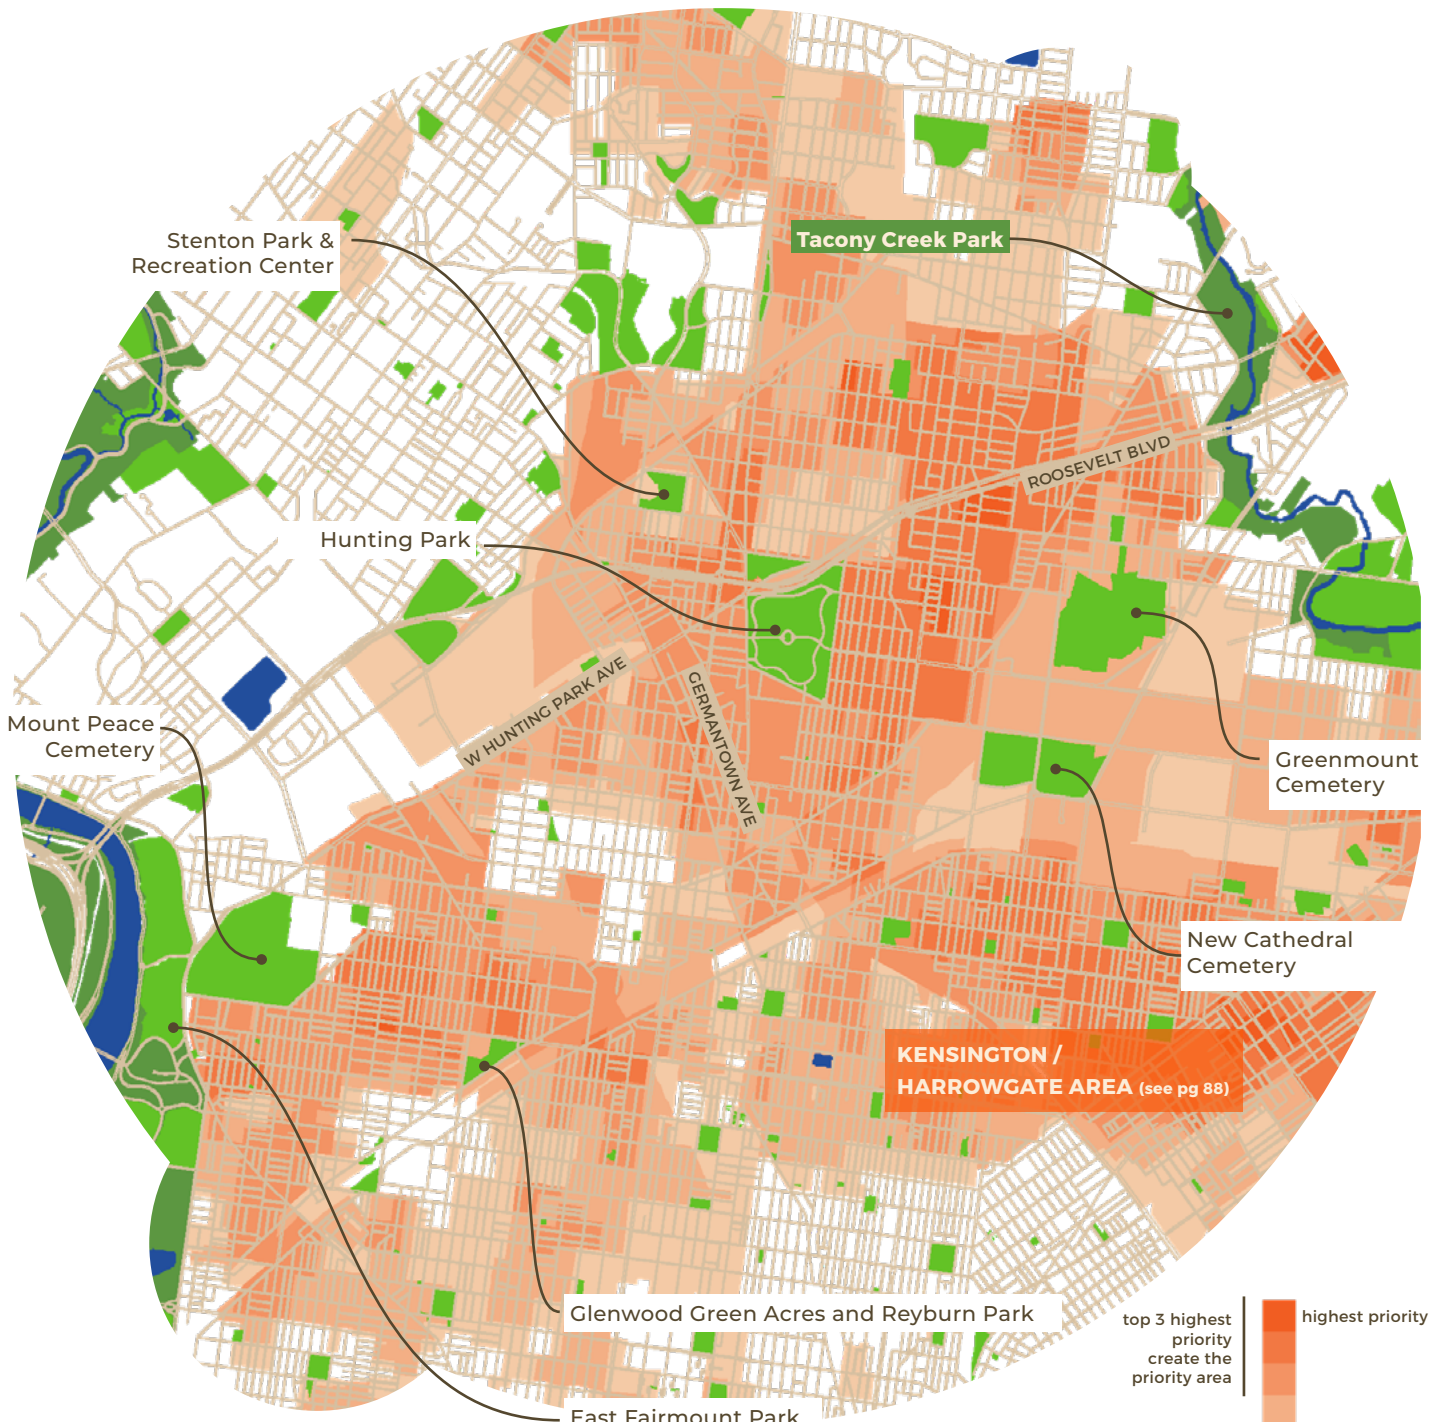 Stenton Park &
Recreation Center
Tacony Creek Park
ROOSEVELT BLVD
Hunting Park
W HUNTING PARK AVE
GERMANTOWN AVE
Mount Peace
Cemetery
Greenmount
Cemetery
New Cathedral
Cemetery
KENSINGTON /
HARROWGATE AREA (see pg 88)
Glenwood Green Acres and Reyburn Park
top 3 highest
priority
create the
priority area
highest priority
East Fairmount Park